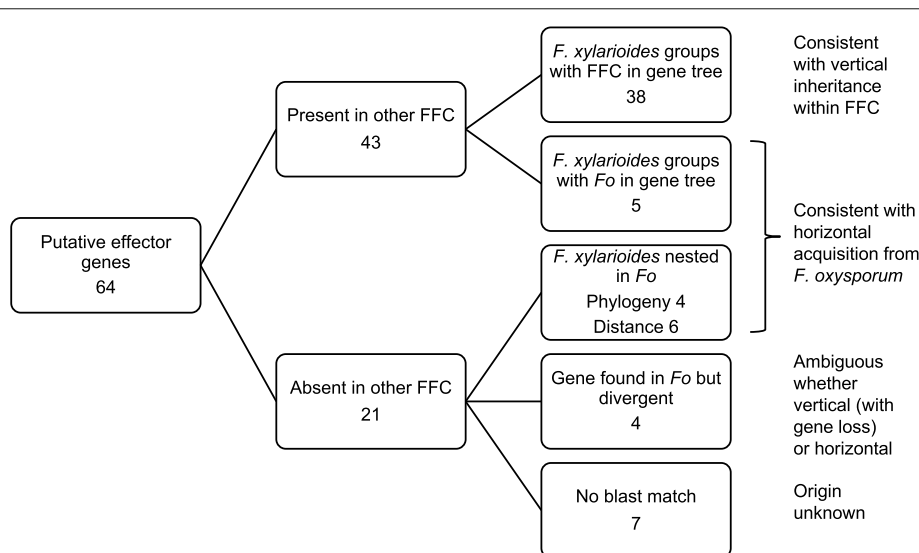 Putative effector
genes
64
Present in other FFC
43
Absent in other FFC
21
F. xylarioides groups
with FFC in gene tree
38
F. xylarioides groups
with Fo in gene tree
5
F. xylarioides nested
in Fo
Phylogeny 4
Distance 6
Gene found in Fo but
divergent
4
No blast match
7
Consistent
with vertical
inheritance
within FFC
Consistent with
horizontal
acquisition from
F. oxysporum
Ambiguous
whether
vertical (with
gene loss)
or horizontal
Origin
unknown